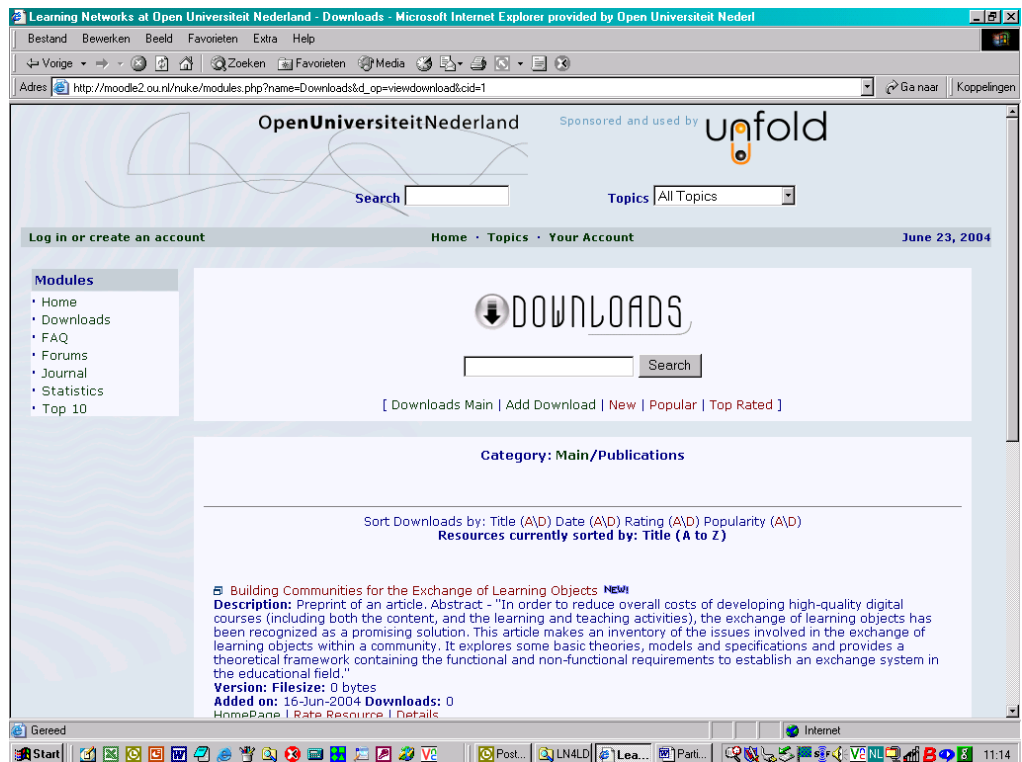 Learning Networks at Open Universiteit Nederland - Downloads - Microsoft Internet Explorer provided by Open Universiteit Nederl
Bestand Bewerken Beeld Favorieten Extra Help
Vorige Zoeken Favorieten Media
Adres http://moodle2.ou.nl/nuke/modules.php?name=Downloads&d_op=viewdownload&cid=1 Ga naar Koppelingen
OpenUniversiteitNederland Sponsored and used by unfold
Search Topics All Topics
Log in or create an account Home · Topics · Your Account June 23, 2004
Modules
· Home
· Downloads
· FAQ
· Forums
· Journal
· Statistics
· Top 10
DOWNLOADS
Search
[ Downloads Main | Add Download | New | Popular | Top Rated ]
Category: Main/Publications
Sort Downloads by: Title (A\D) Date (A\D) Rating (A\D) Popularity (A\D)
Resources currently sorted by: Title (A to Z)
Building Communities for the Exchange of Learning Objects NEW!
Description: Preprint of an article. Abstract - "In order to reduce overall costs of developing high-quality digital
courses (including both the content, and the learning and teaching activities), the exchange of learning objects has
been recognized as a promising solution. This article makes an inventory of the issues involved in the exchange of
learning objects within a community. It explores some basic theories, models and specifications and provides a
theoretical framework containing the functional and non-functional requirements to establish an exchange system in
the educational field."
Version: Filesize: 0 bytes
Added on: 16-Jun-2004 Downloads: 0
HomePage | Rate Resource | Details
Gereed Internet
Start Post... LN4LD Lea... Parti... NL 11:14